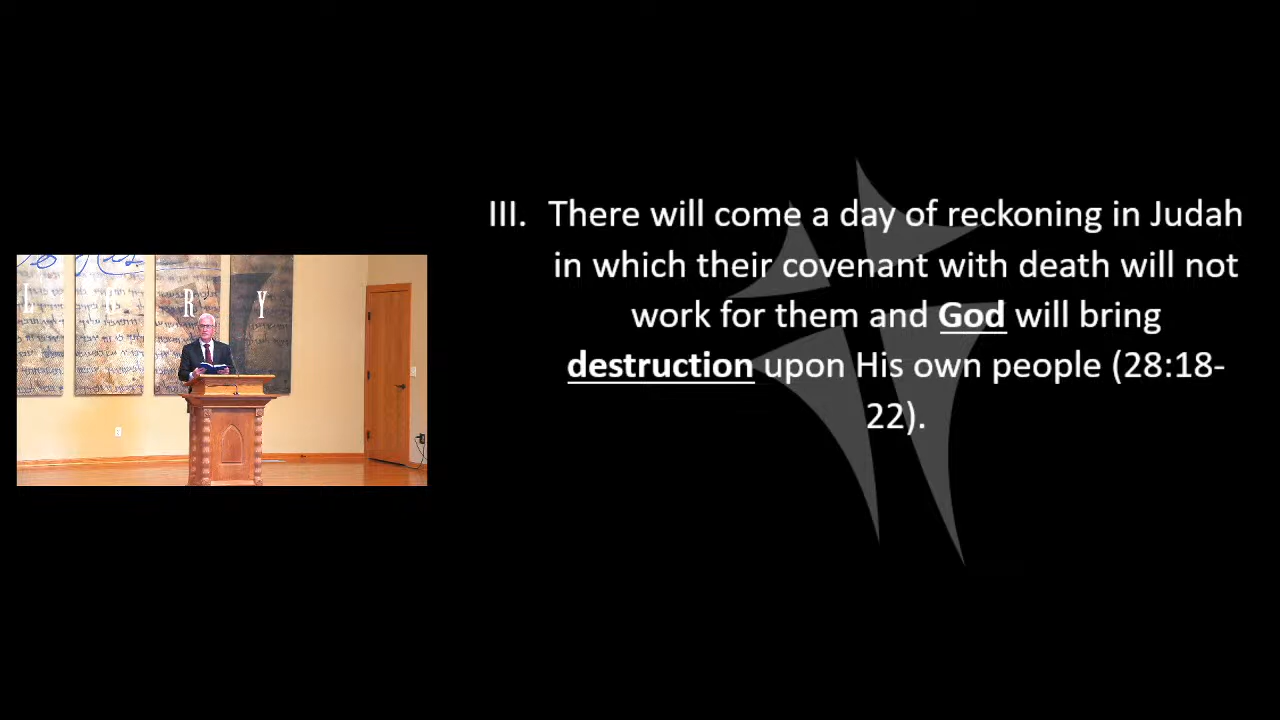 III. There will come a day of reckoning in Judah
in which their covenant with death will not
work for them and God will bring
destruction upon His own people (28:18-
22).
R Y